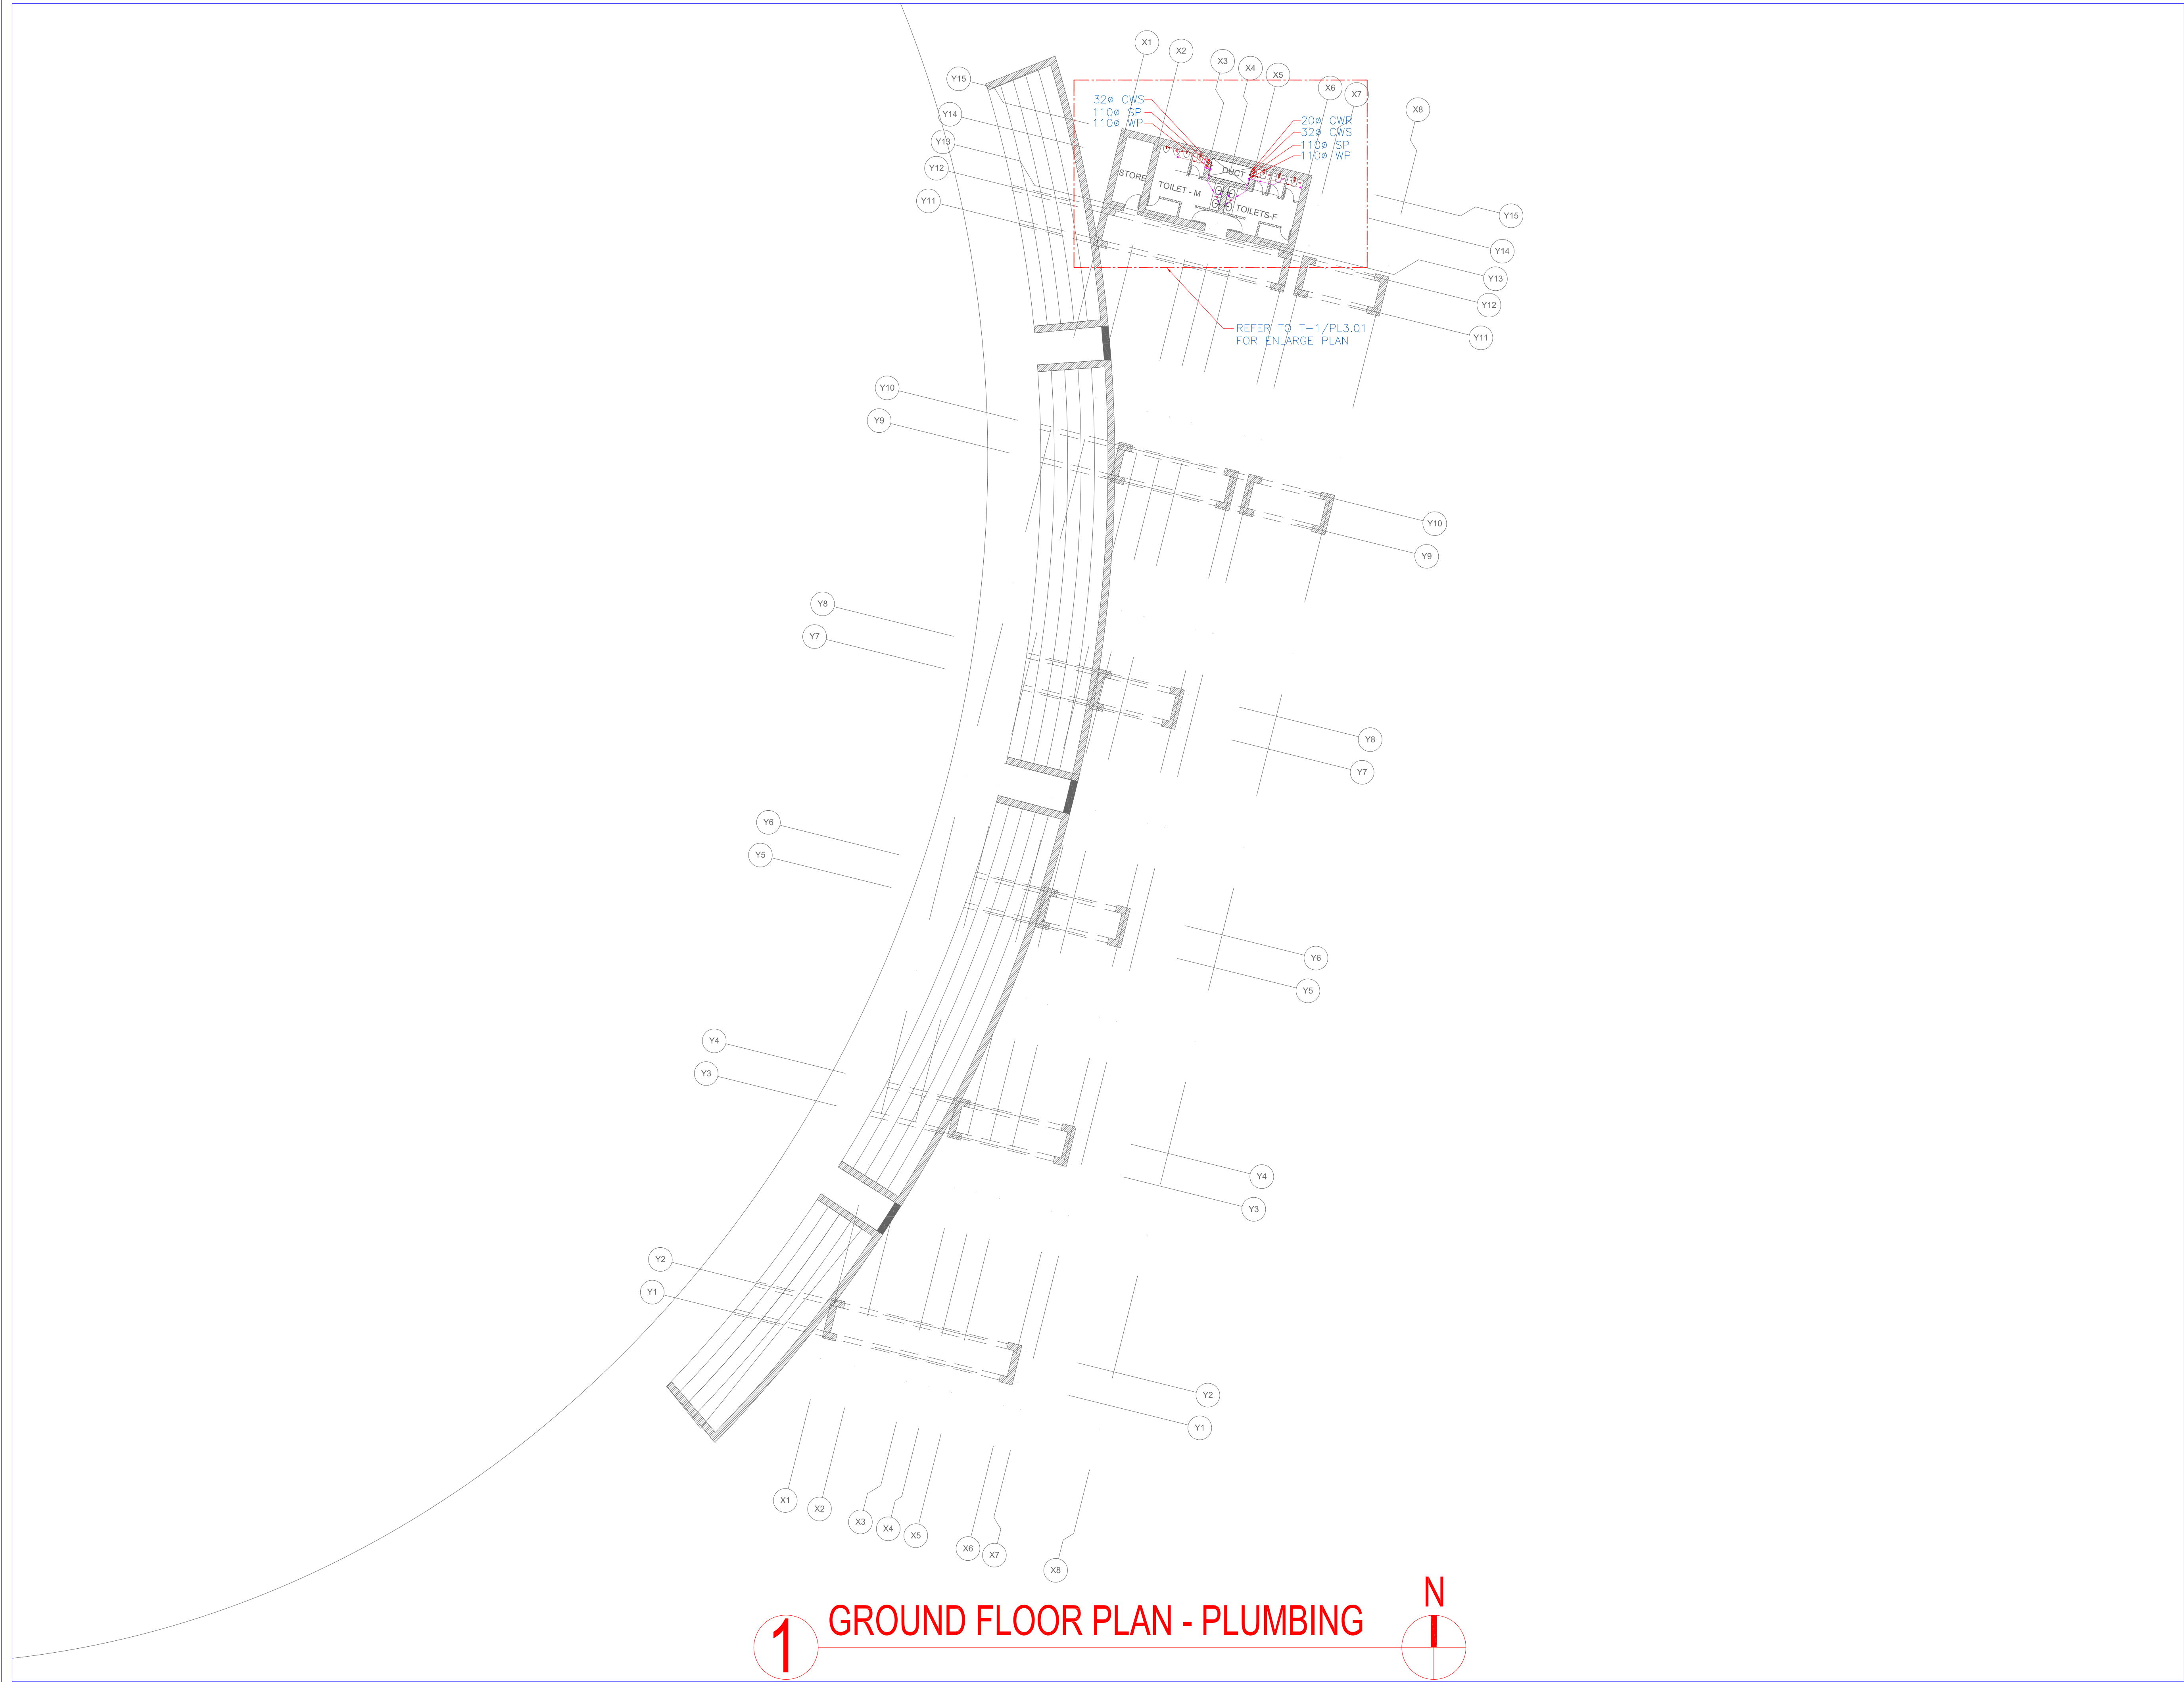 X1
X2
X3
X4
X5
X6
X7
X8
Y15
Y14
Y13
Y12
Y11
32ø CWS
110ø SP
110ø WP
20ø CWR
32ø CWS
110ø SP
110ø WP
STORE
TOILET - M
DUCT
TOILETS-F
Y15
Y14
Y13
Y12
Y11
REFER TO T-1/PL3.01
FOR ENLARGE PLAN
Y10
Y9
Y10
Y9
Y8
Y7
Y8
Y7
Y6
Y5
Y6
Y5
Y4
Y3
Y4
Y3
Y2
Y1
Y2
Y1
X1
X2
X3
X4
X5
X6
X7
X8
N
1
GROUND FLOOR PLAN - PLUMBING